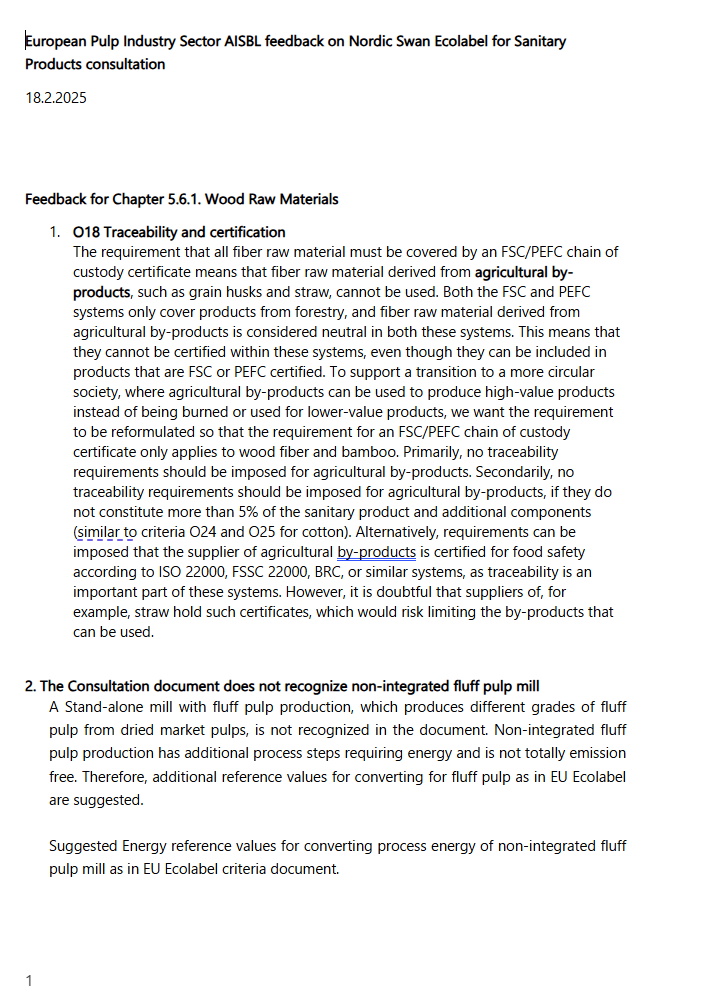 European Pulp Industry Sector AISBL feedback on Nordic Swan Ecolabel for Sanitary
Products consultation
18.2.2025
Feedback for Chapter 5.6.1. Wood Raw Materials
1. O18 Traceability and certification
The requirement that all fiber raw material must be covered by an FSC/PEFC chain of
custody certificate means that fiber raw material derived from agricultural by-
products, such as grain husks and straw, cannot be used. Both the FSC and PEFC
systems only cover products from forestry, and fiber raw material derived from
agricultural by-products is considered neutral in both these systems. This means that
they cannot be certified within these systems, even though they can be included in
products that are FSC or PEFC certified. To support a transition to a more circular
society, where agricultural by-products can be used to produce high-value products
instead of being burned or used for lower-value products, we want the requirement
to be reformulated so that the requirement for an FSC/PEFC chain of custody
certificate only applies to wood fiber and bamboo. Primarily, no traceability
requirements should be imposed for agricultural by-products. Secondarily, no
traceability requirements should be imposed for agricultural by-products, if they do
not constitute more than 5% of the sanitary product and additional components
(similar to criteria O24 and O25 for cotton). Alternatively, requirements can be
imposed that the supplier of agricultural by-products is certified for food safety
according to ISO 22000, FSSC 22000, BRC, or similar systems, as traceability is an
important part of these systems. However, it is doubtful that suppliers of, for
example, straw hold such certificates, which would risk limiting the by-products that
can be used.
2. The Consultation document does not recognize non-integrated fluff pulp mill
A Stand-alone mill with fluff pulp production, which produces different grades of fluff
pulp from dried market pulps, is not recognized in the document. Non-integrated fluff
pulp production has additional process steps requiring energy and is not totally emission
free. Therefore, additional reference values for converting for fluff pulp as in EU Ecolabel
are suggested.
Suggested Energy reference values for converting process energy of non-integrated fluff
pulp mill as in EU Ecolabel criteria document.
1